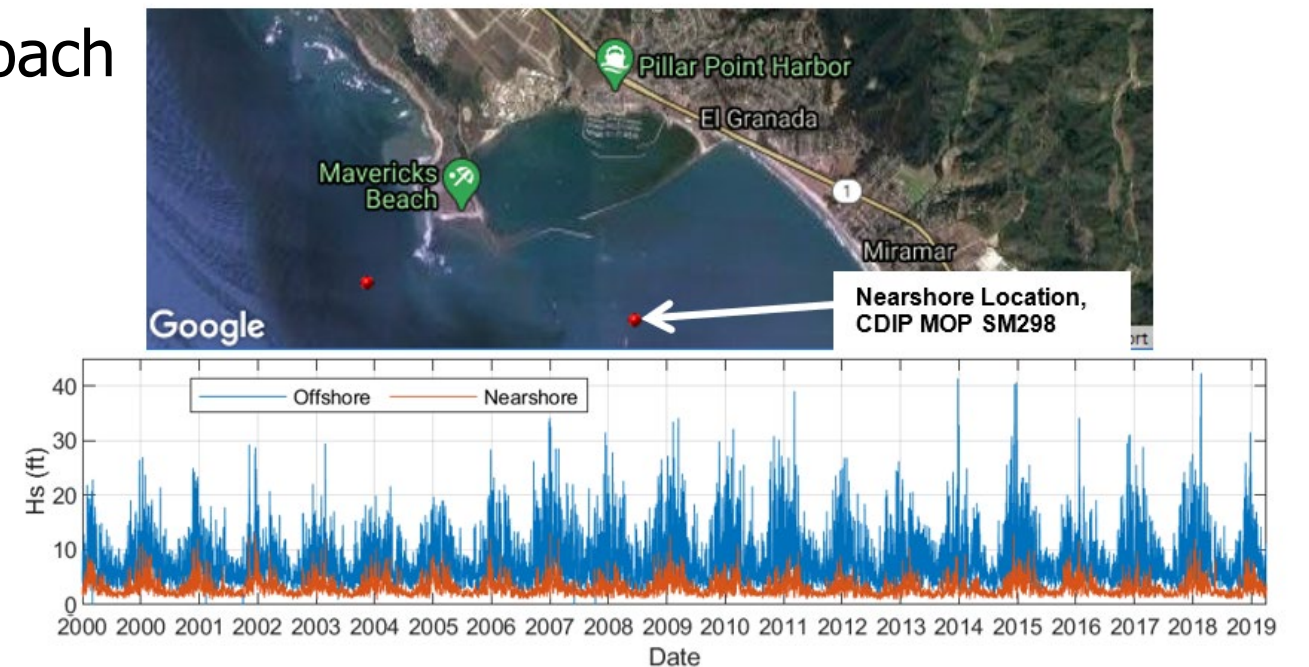 oach
Pillar Point Harbor
El Granada
Mavericks
Beach
1
Miramar
Nearshore Location,
CDIP MOP SM298
Google
ort
Offshore Nearshore
Hs (ft)
40
30
20
10
0
2000 2000 2001 2002 2003 2004 2005 2006 2007 2008 2009 2010 2011 2012 2013 2014 2015 2016 2017 2018 2019
Date